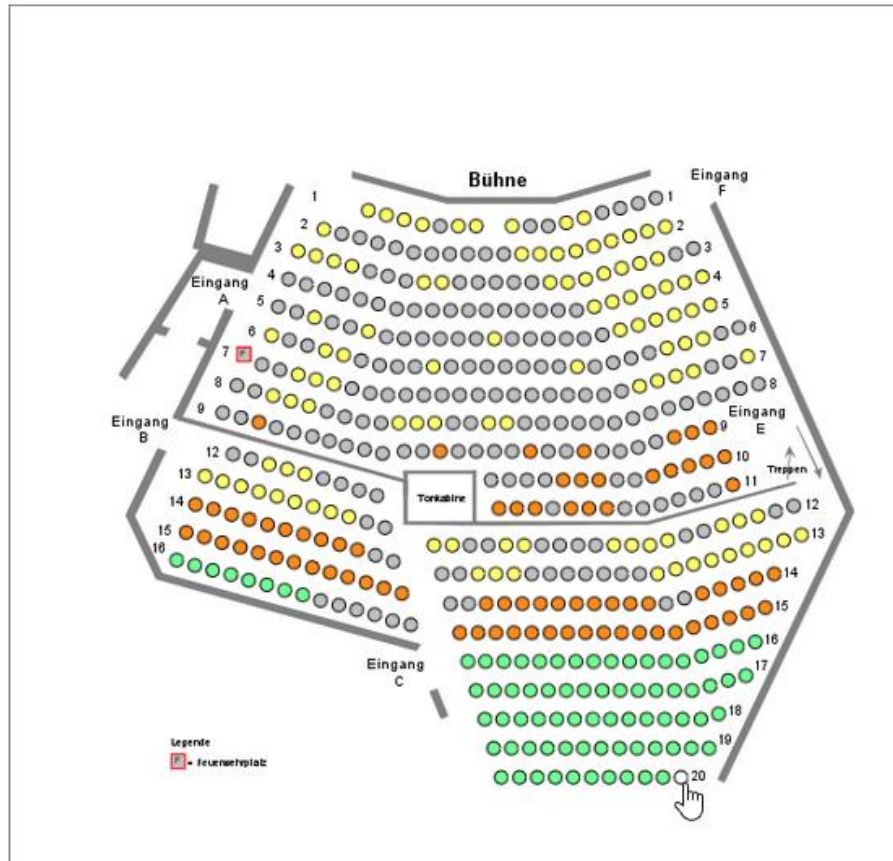 Bühne
Eingang
F
1
1
2
2
3
3
4
4
Eingang
A
5
5
6
6
7
F
7
8
8
9
9
Eingang
E
Eingang
B
10
Treppen
11
12
12
13
13
14
14
15
15
16
16
Tonkabine
17
Eingang
C
18
19
20
Legende
F = Feuerwehrplatz